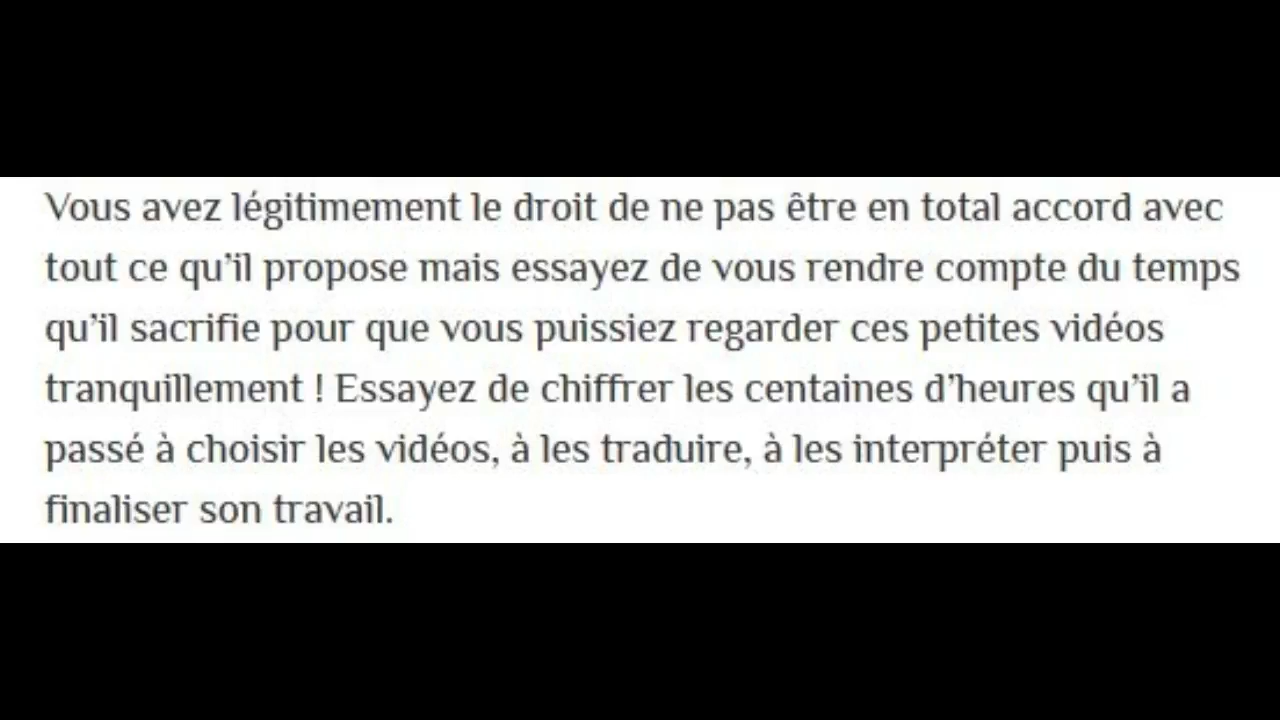 Vous avez légitimement le droit de ne pas être en total accord avec
tout ce qu’il propose mais essayez de vous rendre compte du temps
qu’il sacrifie pour que vous puissiez regarder ces petites vidéos
tranquillement ! Essayez de chiffrer les centaines d’heures qu’il a
passé à choisir les vidéos, à les traduire, à les interpréter puis à
finaliser son travail.